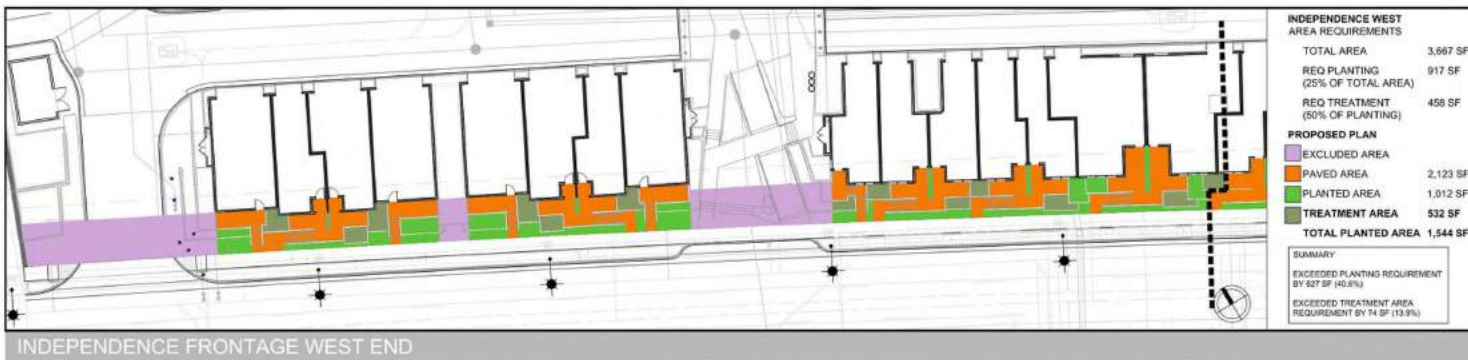 INDEPENDENCE WEST
AREA REQUIREMENTS
TOTAL AREA 3,667 SF
REQ PLANTING 917 SF
(25% OF TOTAL AREA)
REQ TREATMENT 458 SF
(50% OF PLANTING)
PROPOSED PLAN
EXCLUDED AREA
PAVED AREA 2,123 SF
PLANTED AREA 1,012 SF
TREATMENT AREA 532 SF
TOTAL PLANTED AREA 1,544 SF
SUMMARY
EXCEEDED PLANTING REQUIREMENT
BY 627 SF (40.6%)
EXCEEDED TREATMENT AREA
REQUIREMENT BY 74 SF (13.9%)
INDEPENDENCE FRONTAGE WEST END